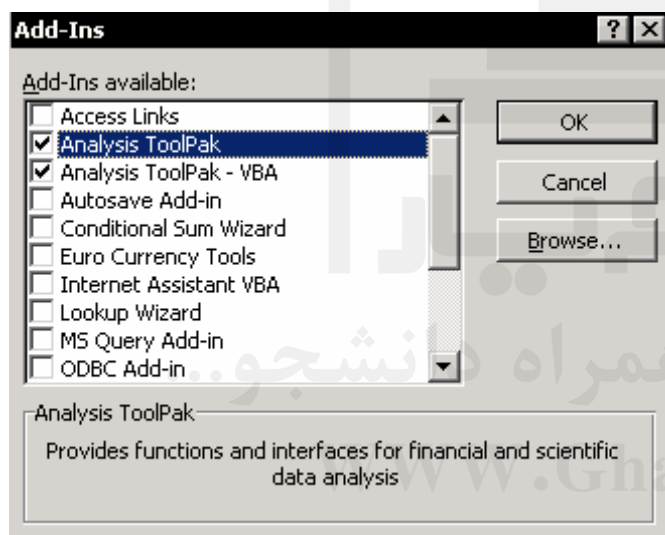 Add-Ins
Add-Ins available:
Access Links
Analysis ToolPak
Analysis ToolPak - VBA
Autosave Add-in
Conditional Sum Wizard
Euro Currency Tools
Internet Assistant VBA
Lookup Wizard
MS Query Add-in
ODBC Add-in
OK
Cancel
Browse...
همراه دانشجو...
Analysis ToolPak
Provides functions and interfaces for financial and scientific
data analysis